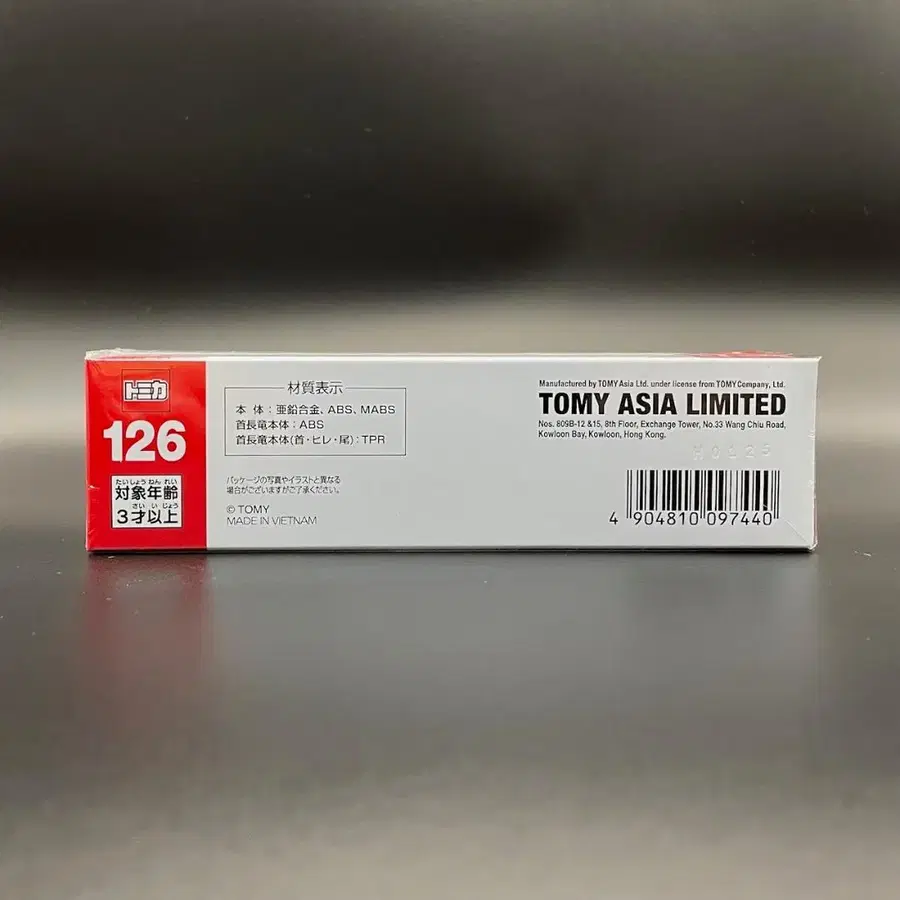 トミカ
126
たいしょうねんれい
対象年齢
さいいじょう
3才以上
材質表示
本 体：亜鉛合金、ABS、MABS
首長竜本体：ABS
首長竜本体(首・ヒレ・尾)：TPR
パッケージの写真やイラストと異なる
場合がございますがご了承ください。
© TOMY
MADE IN VIETNAM
Manufactured by TOMY Asia Ltd. under license from TOMY Company, Ltd.
TOMY ASIA LIMITED
Nos. 809B-12 &15, 8th Floor, Exchange Tower, No.33 Wang Chiu Road,
Kowloon Bay, Kowloon, Hong Kong.
4 904810 097440